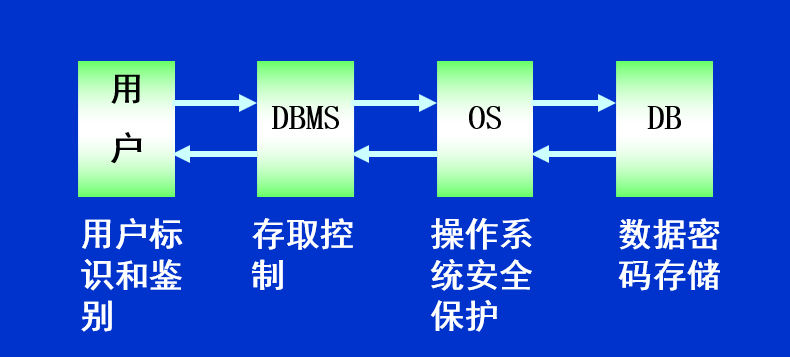 用
户
DBMS
OS
DB
用户标
识和鉴
别
存取控
制
操作系
统安全
保护
数据密
码存储